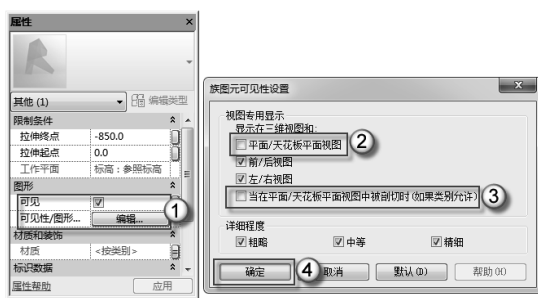 属性
×
其他 (1)
编辑类型
限制条件
拉伸终点 -850.0
拉伸起点 0.0
工作平面 标高：参照标高
图形
可见
可见性/图形... 编辑...
①
材质和装饰
材质 <按类别>
标识数据
属性帮助 应用
族图元可见性设置
视图专用显示
显示在三维视图和:
平面/天花板平面视图
②
前/后视图
左/右视图
当在平面/天花板平面视图中被剖切时(如果类别允许)
③
详细程度
粗略 中等 精细
确定 ④ 取消 默认(D) 帮助(H)